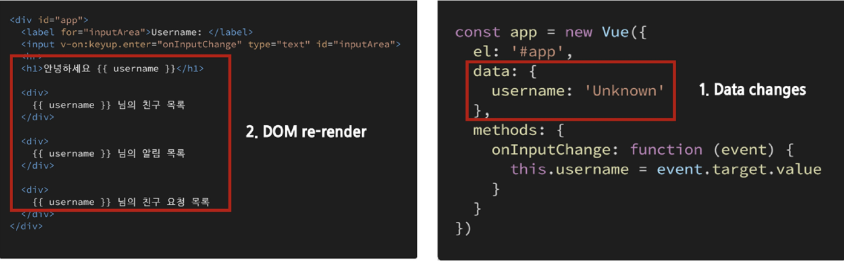 <div id="app">
<label for="inputArea">Username: </label>
<input v-on:keyup.enter="onInputChange" type="text" id="inputArea">
<h1>안녕하세요 {{ username }}</h1>
<div>
{{ username }} 님의 친구 목록
</div>
<div>
{{ username }} 님의 알림 목록
</div>
<div>
{{ username }} 님의 친구 요청 목록
</div>
</div>
2. DOM re-render
const app = new Vue({
el: '#app',
data: {
username: 'Unknown'
},
methods: {
onInputChange: function (event) {
this.username = event.target.value
}
}
})
1. Data changes